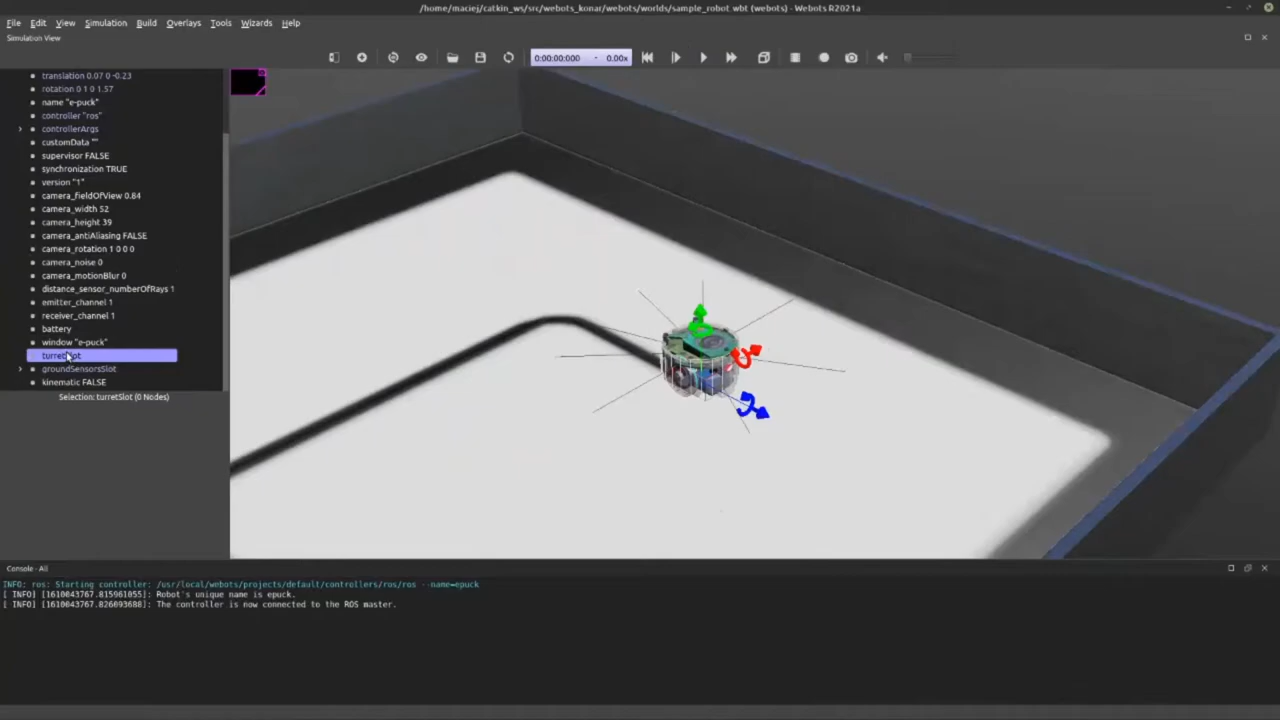 /home/maciej/catkin_ws/src/webots_konar/webots/worlds/sample_robot.wbt (webots) - Webots R2021a
File Edit View Simulation Build Overlays Tools Wizards Help
Simulation View
0:00:00:000 - 0.00x
translation 0.07 0 -0.23
rotation 0 1 0 1.57
name "e-puck"
controller "ros"
controllerArgs
customData ""
supervisor FALSE
synchronization TRUE
version "1"
camera_fieldOfView 0.84
camera_width 52
camera_height 39
camera_antiAliasing FALSE
camera_rotation 1 0 0 0
camera_noise 0
camera_motionBlur 0
distance_sensor_numberOfRays 1
emitter_channel 1
receiver_channel 1
battery
window "e-puck"
turretSlot
groundSensorsSlot
kinematic FALSE
Selection: turretSlot (0 Nodes)
Console - All
INFO: ros: Starting controller: /usr/local/webots/projects/default/controllers/ros/ros --name=epuck
[ INFO] [1610043767.815961055]: Robot's unique name is epuck.
[ INFO] [1610043767.826093688]: The controller is now connected to the ROS master.